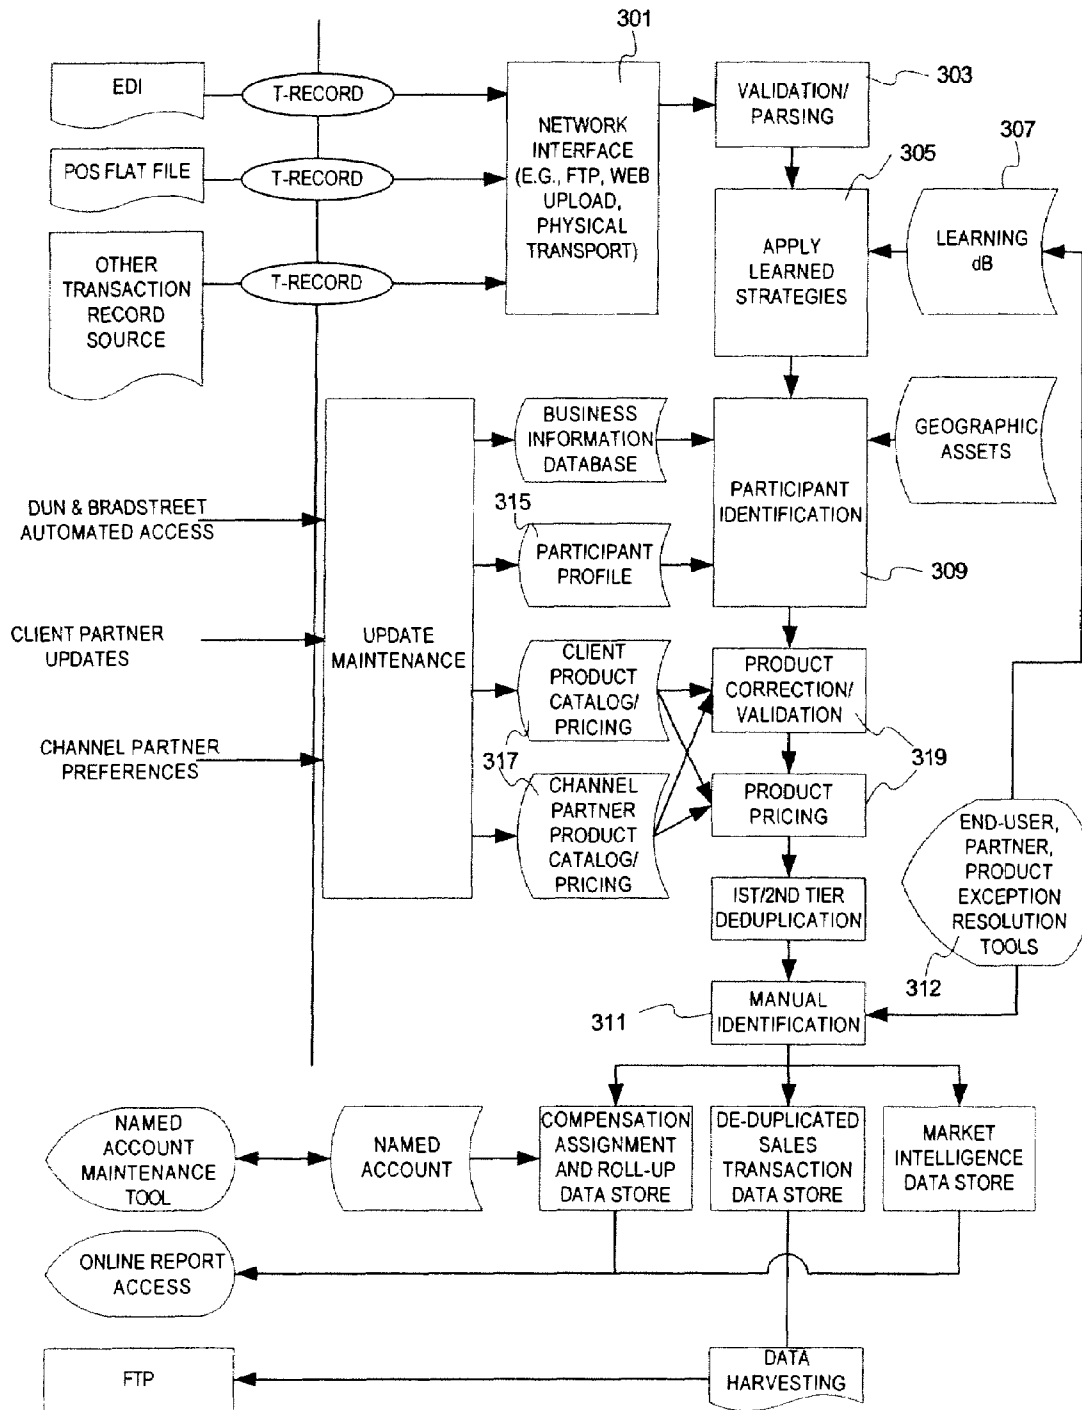 301
EDI
T-RECORD
303
VALIDATION/
PARSING
NETWORK
INTERFACE
(E.G., FTP, WEB
UPLOAD,
PHYSICAL
TRANSPORT)
307
305
POS FLAT FILE
T-RECORD
LEARNING
dB
APPLY
LEARNED
STRATEGIES
OTHER
TRANSACTION
RECORD
SOURCE
T-RECORD
BUSINESS
INFORMATION
DATABASE
GEOGRAPHIC
ASSETS
PARTICIPANT
IDENTIFICATION
DUN & BRADSTREET
AUTOMATED ACCESS
315
PARTICIPANT
PROFILE
309
CLIENT PARTNER
UPDATES
UPDATE
MAINTENANCE
CLIENT
PRODUCT
CATALOG/
PRICING
PRODUCT
CORRECTION/
VALIDATION
CHANNEL PARTNER
PREFERENCES
317
319
CHANNEL
PARTNER
PRODUCT
CATALOG/
PRICING
PRODUCT
PRICING
END-USER,
PARTNER,
PRODUCT
EXCEPTION
RESOLUTION
TOOLS
IST/2ND TIER
DEDUPLICATION
312
311
MANUAL
IDENTIFICATION
NAMED
ACCOUNT
MAINTENANCE
TOOL
NAMED
ACCOUNT
COMPENSATION
ASSIGNMENT
AND ROLL-UP
DATA STORE
DE-DUPLICATED
SALES
TRANSACTION
DATA STORE
MARKET
INTELLIGENCE
DATA STORE
ONLINE REPORT
ACCESS
FTP
DATA
HARVESTING